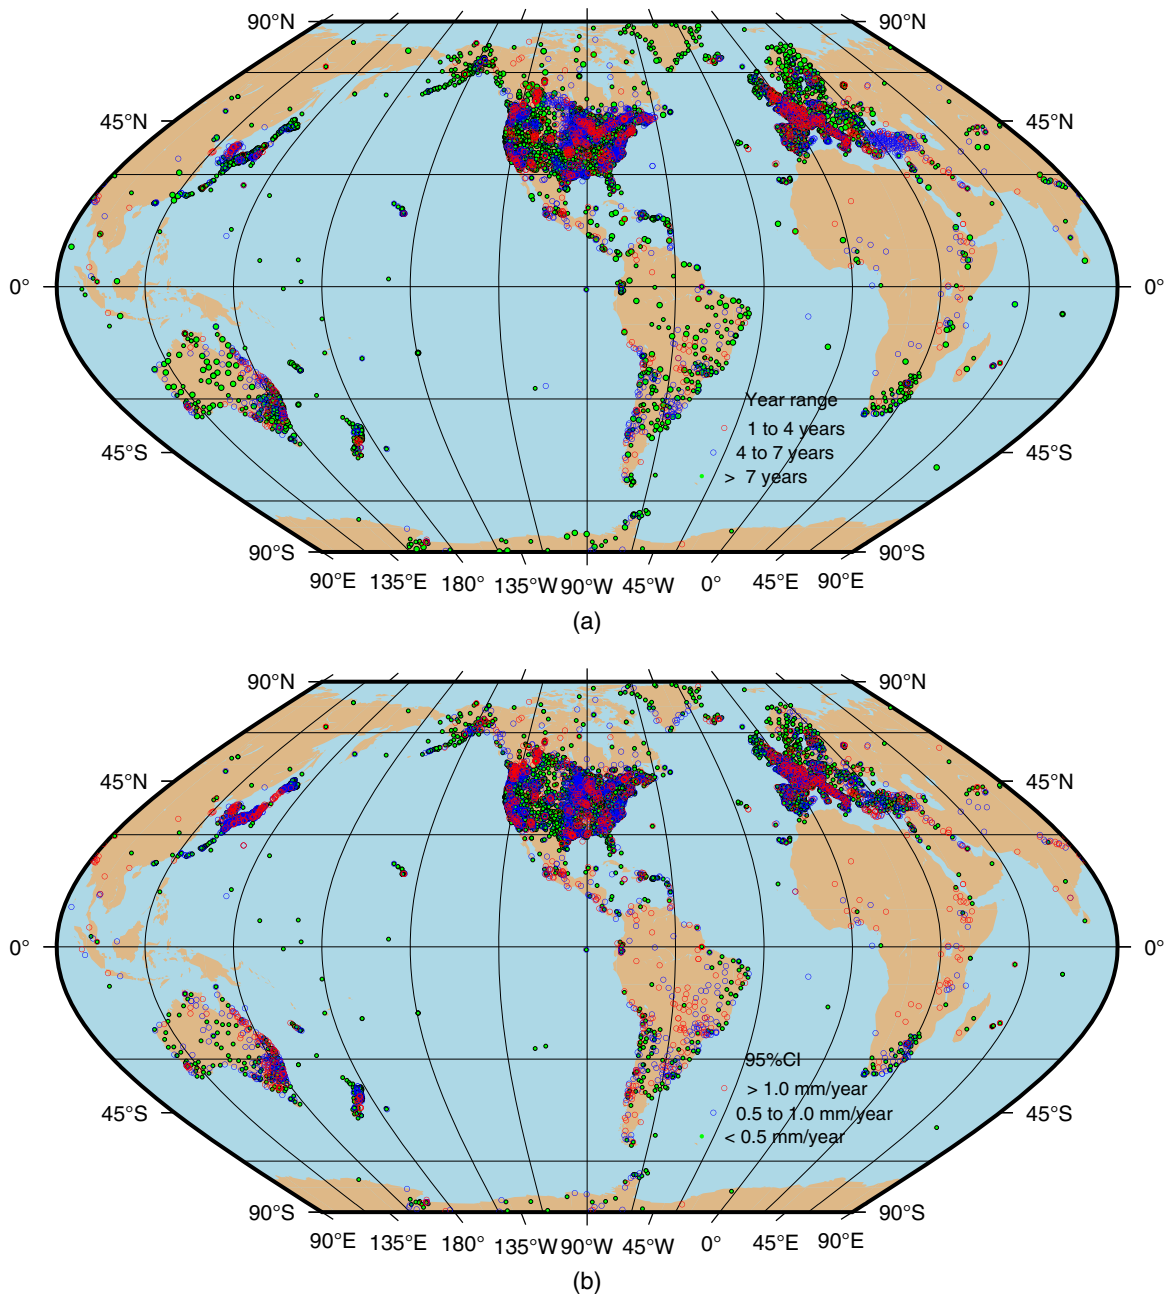 90°N 90°N
45°N 45°N
0° 0°
Year range
1 to 4 years
4 to 7 years
> 7 years
45°S 45°S
90°S 90°S
90°E 135°E 180° 135°W 90°W 45°W 0° 45°E 90°E
(a)
90°N 90°N
45°N 45°N
0° 0°
95%CI
> 1.0 mm/year
0.5 to 1.0 mm/year
< 0.5 mm/year
45°S 45°S
90°S 90°S
90°E 135°E 180° 135°W 90°W 45°W 0° 45°E 90°E
(b)